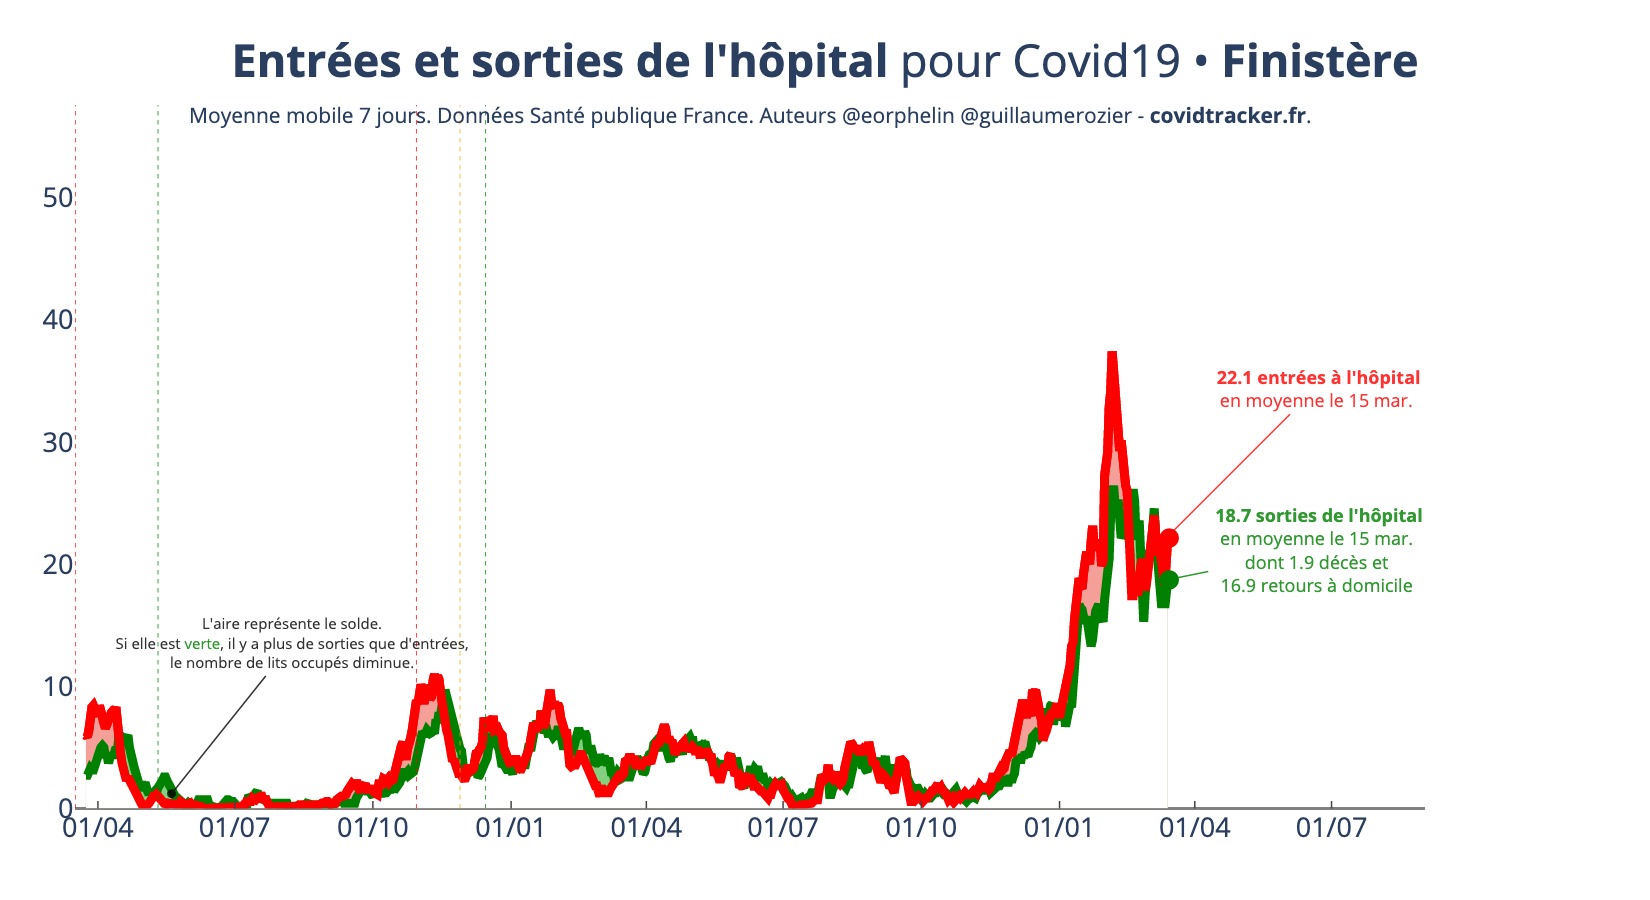 Entrées et sorties de l'hôpital pour Covid19 • Finistère
Moyenne mobile 7 jours. Données Santé publique France. Auteurs @eorphelin @guillaumerozier - covidtracker.fr.
50
40
30
20
10
0
22.1 entrées à l'hôpital
en moyenne le 15 mar.
18.7 sorties de l'hôpital
en moyenne le 15 mar.
dont 1.9 décès et
16.9 retours à domicile
L'aire représente le solde.
Si elle est verte, il y a plus de sorties que d'entrées,
le nombre de lits occupés diminue.
01/04 01/07 01/10 01/01 01/04 01/07 01/10 01/01 01/04 01/07